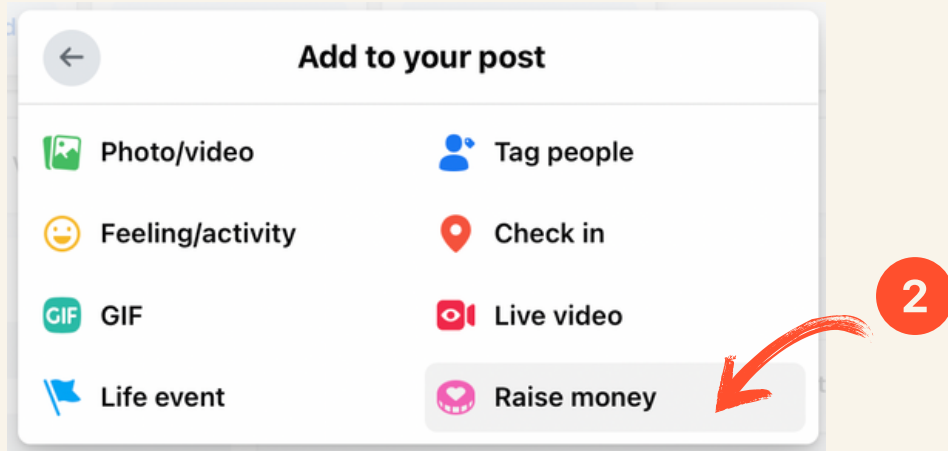 Add to your post
Photo/video
Tag people
Feeling/activity
Check in
GIF
GIF
Live video
2
Life event
Raise money